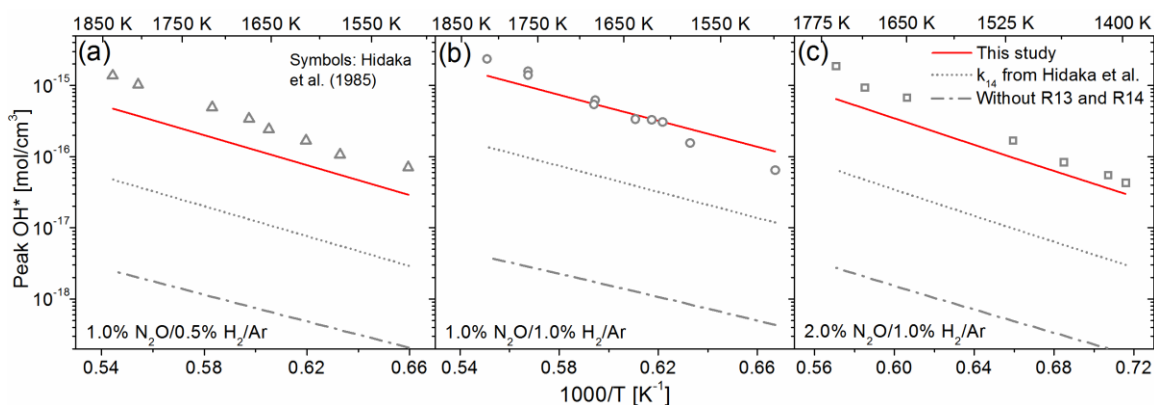 1850 K 1750 K 1650 K 1550 K
1850 K 1750 K 1650 K 1550 K
1775 K 1650 K 1525 K 1400 K
(a)
Symbols: Hidaka
et al. (1985)
(b)
(c)
This study
k₁₄ from Hidaka et al.
Without R13 and R14
Peak OH* [mol/cm³]
10⁻¹⁵
10⁻¹⁶
10⁻¹⁷
10⁻¹⁸
1.0% N₂O/0.5% H₂/Ar
1.0% N₂O/1.0% H₂/Ar
2.0% N₂O/1.0% H₂/Ar
0.54 0.58 0.62 0.66
0.54 0.58 0.62 0.66
0.56 0.60 0.64 0.68 0.72
1000/T [K⁻¹]